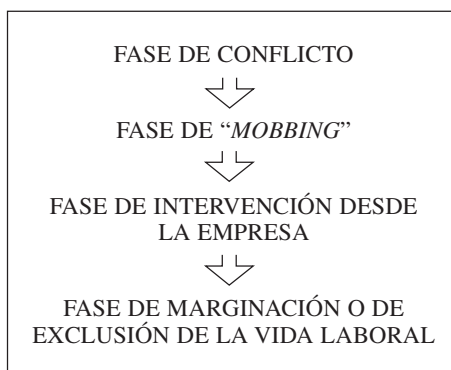 FASE DE CONFLICTO
FASE DE “MOBBING”
FASE DE INTERVENCIÓN DESDE
LA EMPRESA
FASE DE MARGINACIÓN O DE
EXCLUSIÓN DE LA VIDA LABORAL